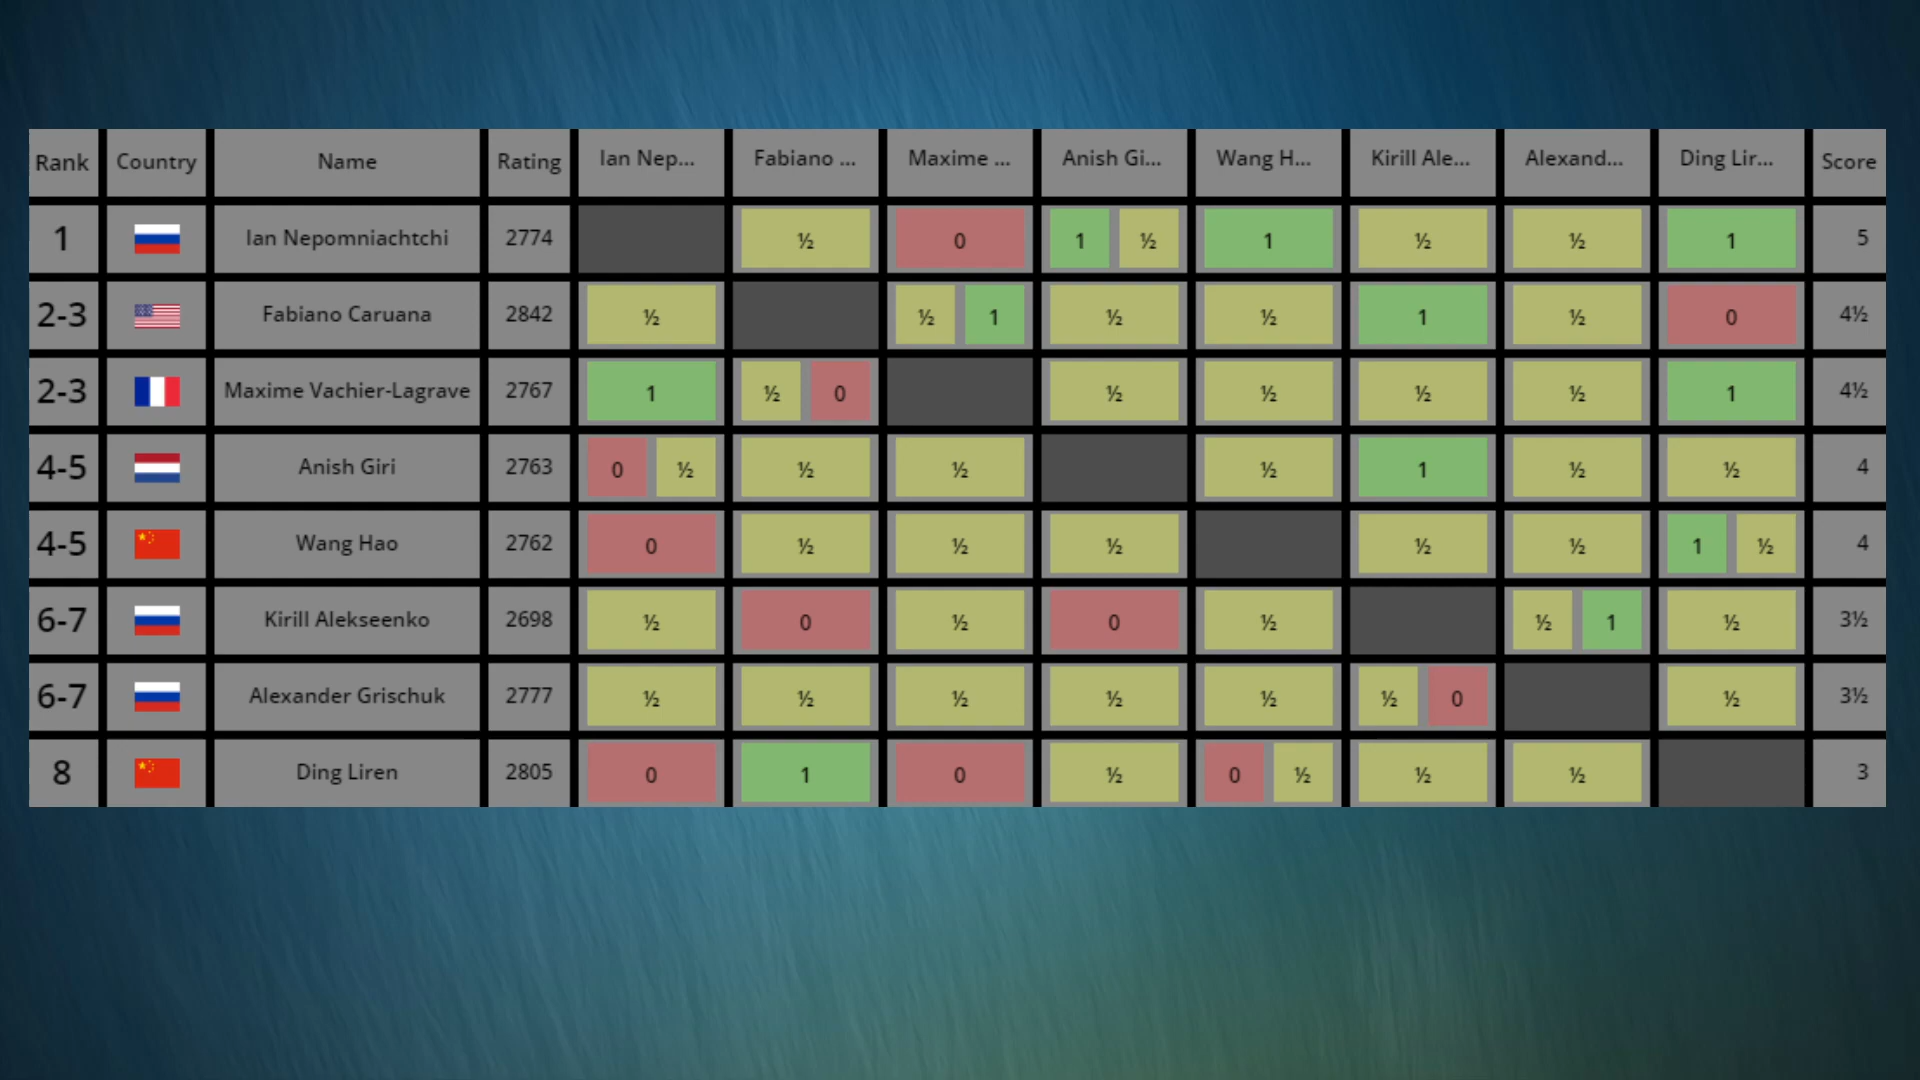 Rank Country Name Rating Ian Nep... Fabiano ... Maxime ... Anish Gi... Wang H... Kirill Ale... Alexand... Ding Lir... Score
1 Ian Nepomniachtchi 2774 ½ 0 1 ½ 1 ½ ½ 1 5
2-3 Fabiano Caruana 2842 ½ ½ 1 ½ ½ 1 ½ 0 4½
2-3 Maxime Vachier-Lagrave 2767 1 ½ 0 ½ ½ ½ ½ 1 4½
4-5 Anish Giri 2763 0 ½ ½ ½ ½ 1 ½ ½ 4
4-5 Wang Hao 2762 0 ½ ½ ½ ½ ½ 1 ½ 4
6-7 Kirill Alekseenko 2698 ½ 0 ½ 0 ½ ½ 1 ½ 3½
6-7 Alexander Grischuk 2777 ½ ½ ½ ½ ½ ½ 0 ½ 3½
8 Ding Liren 2805 0 1 0 ½ 0 ½ ½ ½ 3